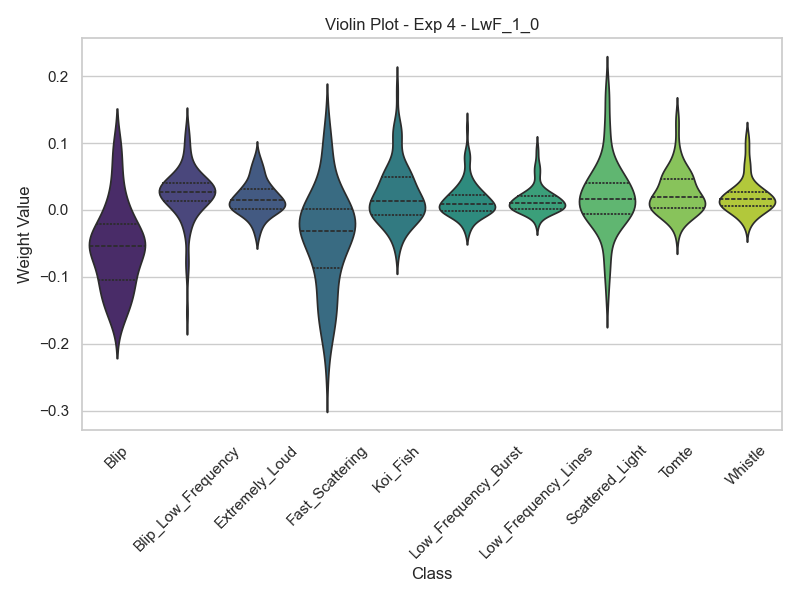 Violin Plot - Exp 4 - LwF_1_0
Weight Value
0.2
0.1
0.0
−0.1
−0.2
−0.3
Blip
Blip_Low_Frequency
Extremely_Loud
Fast_Scattering
Koi_Fish
Low_Frequency_Burst
Low_Frequency_Lines
Scattered_Light
Tomte
Whistle
Class